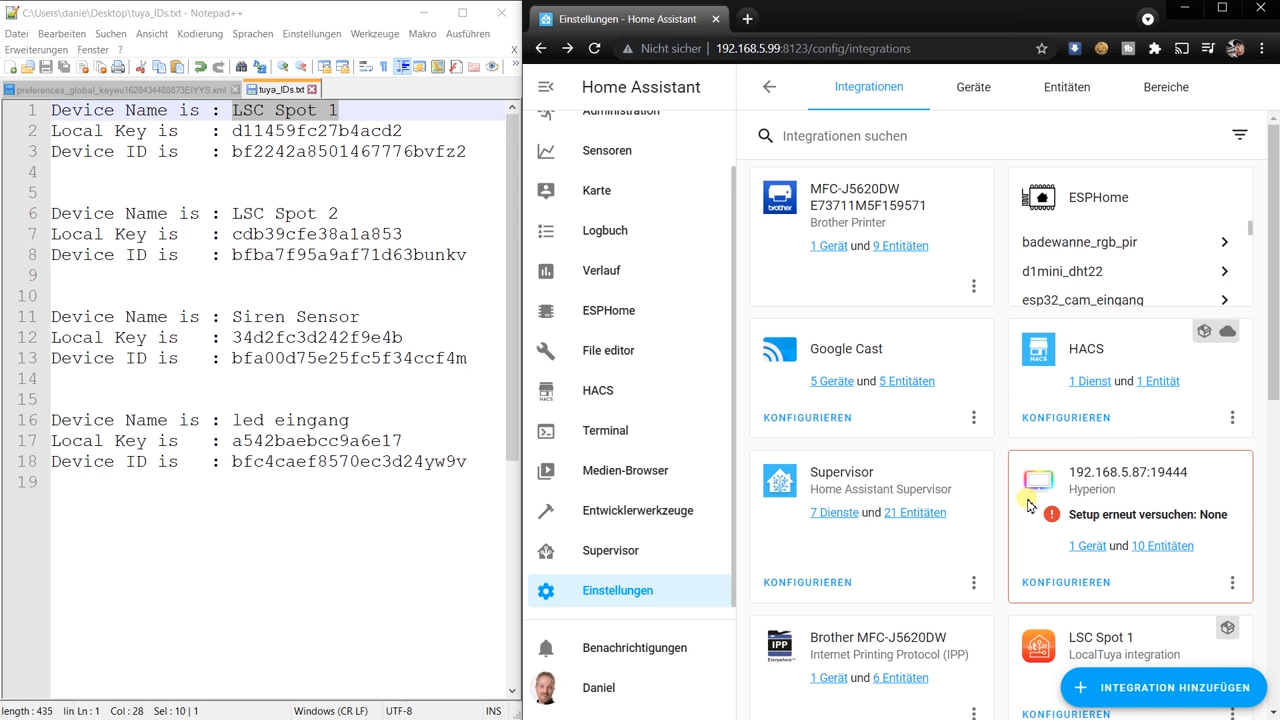 C:\Users\danie\Desktop\tuya_IDs.txt - Notepad++
Datei Bearbeiten Suchen Ansicht Kodierung Sprachen Einstellungen Werkzeuge Makro Ausführen
Erweiterungen Fenster ? X
preferences_global_keyeu1628434488873EIYYS.xml tuya_IDs.txt
1 Device Name is : LSC Spot 1
2 Local Key is : d11459fc27b4acd2
3 Device ID is : bf2242a8501467776bvfz2
4
5
6 Device Name is : LSC Spot 2
7 Local Key is : cdb39cfe38a1a853
8 Device ID is : bfba7f95a9af71d63bunkv
9
10
11 Device Name is : Siren Sensor
12 Local Key is : 34d2fc3d242f9e4b
13 Device ID is : bfa00d75e25fc5f34ccf4m
14
15
16 Device Name is : led eingang
17 Local Key is : a542baebcc9a6e17
18 Device ID is : bfc4caef8570ec3d24yw9v
19
length : 435 lin Ln : 1 Col : 28 Sel : 10 | 1 Windows (CR LF) UTF-8 INS
Einstellungen - Home Assistant
Nicht sicher | 192.168.5.99:8123/config/integrations
Home Assistant
Administration
Sensoren
Karte
Logbuch
Verlauf
ESPHome
File editor
HACS
HACS
Terminal
Medien-Browser
Entwicklerwerkzeuge
Supervisor
Einstellungen
Benachrichtigungen
Daniel
Integrationen Geräte Entitäten Bereiche
Integrationen suchen
brother
MFC-J5620DW
E73711M5F159571
Brother Printer
1 Gerät und 9 Entitäten
ESPHome
badewanne_rgb_pir
d1mini_dht22
esp32_cam_eingang
Google Cast
5 Geräte und 5 Entitäten
KONFIGURIEREN
HACS
HACS
1 Dienst und 1 Entität
KONFIGURIEREN
Supervisor
Home Assistant Supervisor
7 Dienste und 21 Entitäten
KONFIGURIEREN
192.168.5.87:19444
Hyperion
Setup erneut versuchen: None
1 Gerät und 10 Entitäten
KONFIGURIEREN
IPP
Everywhere
Brother MFC-J5620DW
Internet Printing Protocol (IPP)
1 Gerät und 6 Entitäten
LSC Spot 1
LocalTuya integration
KONFIGURIEREN
INTEGRATION HINZUFÜGEN